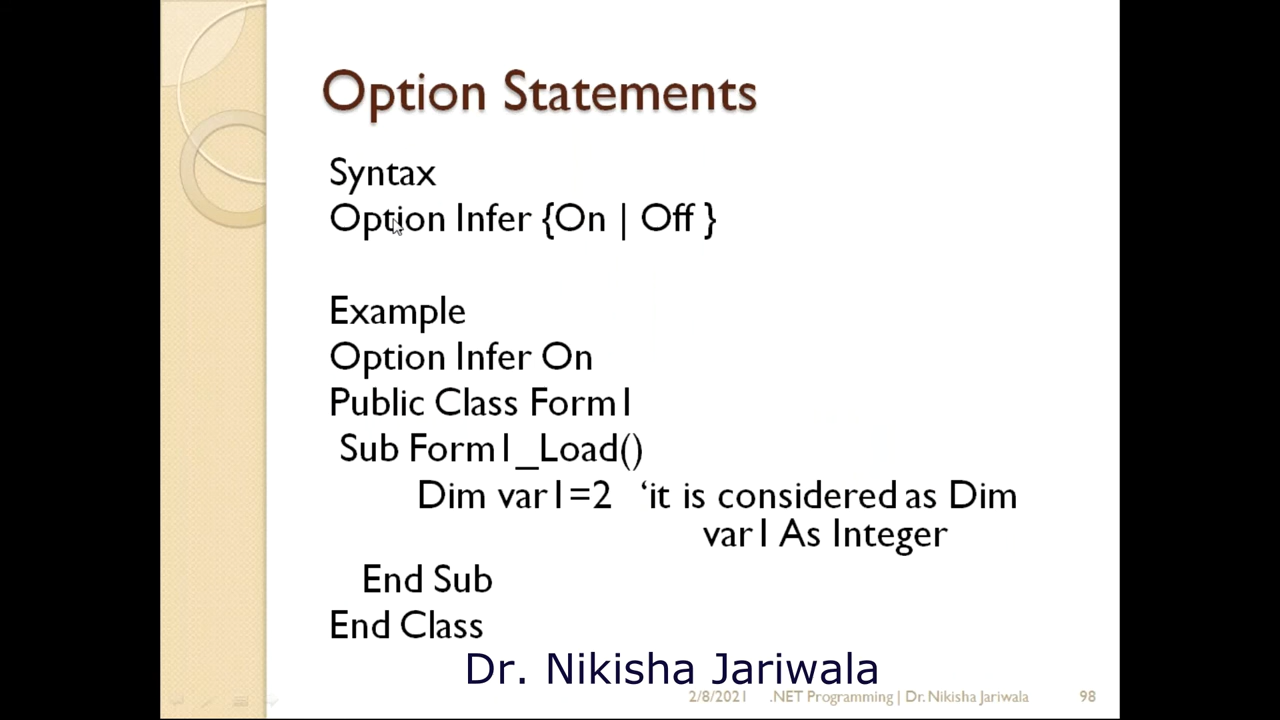 Option Statements
Syntax
Option Infer {On | Off }
Example
Option Infer On
Public Class Form1
Sub Form1_Load()
Dim var1=2 ‘it is considered as Dim
var1 As Integer
End Sub
End Class
Dr. Nikisha Jariwala
2/8/2021 .NET Programming | Dr. Nikisha Jariwala 98